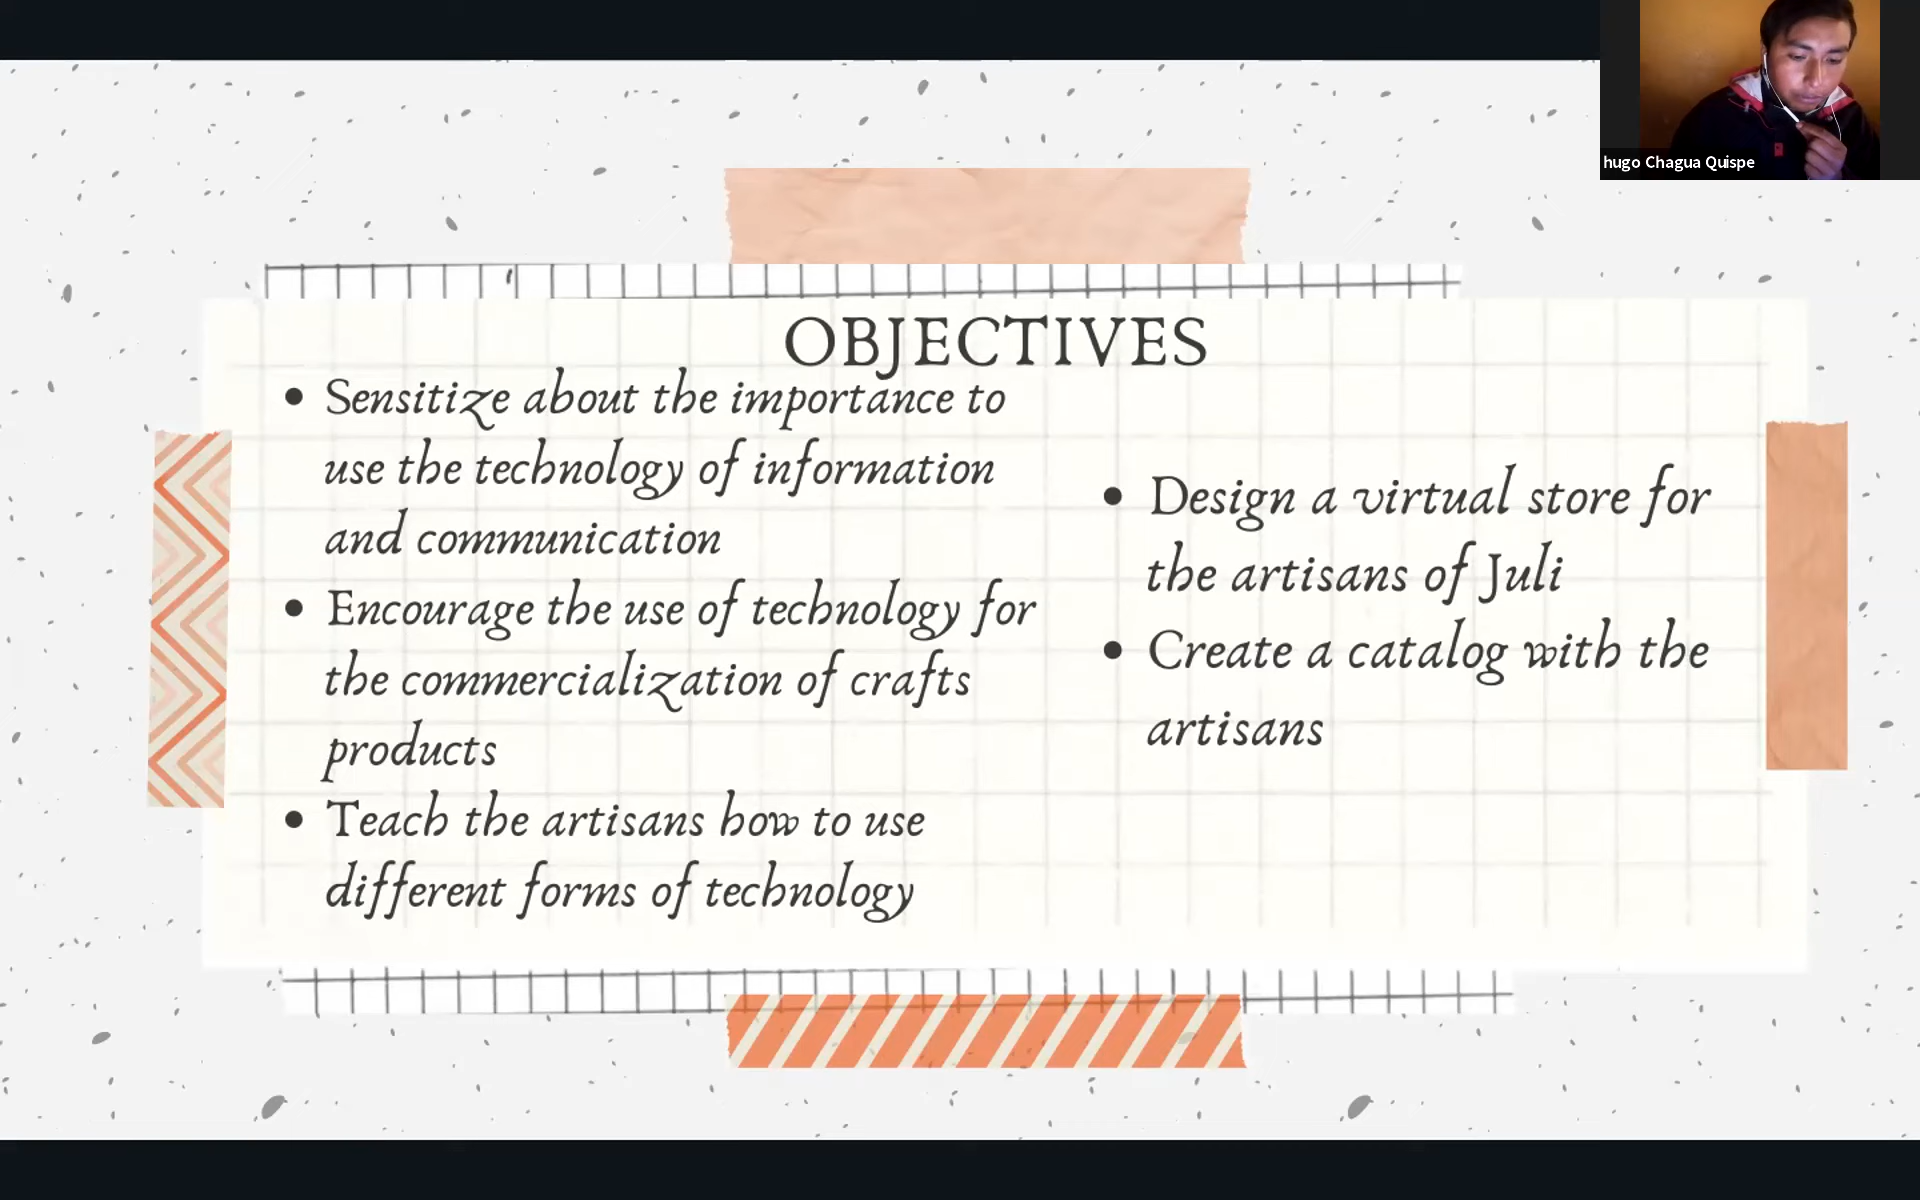 hugo Chagua Quispe
OBJECTIVES
• Sensitize about the importance to
use the technology of information
and communication
• Encourage the use of technology for
the commercialization of crafts
products
• Teach the artisans how to use
different forms of technology
• Design a virtual store for
the artisans of Juli
• Create a catalog with the
artisans